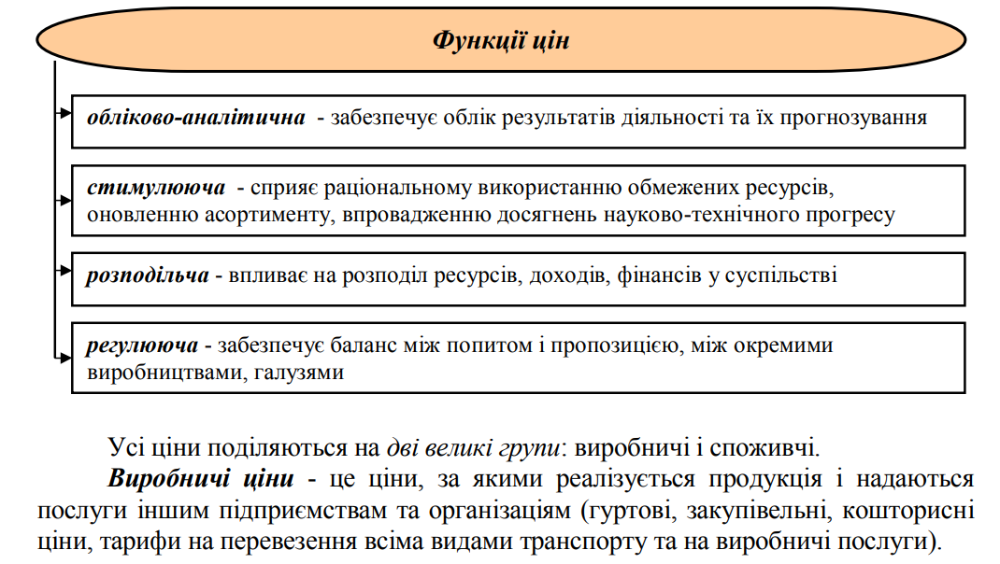 Функції цін
обліково-аналітична - забезпечує облік результатів діяльності та їх прогнозування
стимулююча - сприяє раціональному використанню обмежених ресурсів,
оновленню асортименту, впровадженню досягнень науково-технічного прогресу
розподільча - впливає на розподіл ресурсів, доходів, фінансів у суспільстві
регулююча - забезпечує баланс між попитом і пропозицією, між окремими
виробництвами, галузями
Усі ціни поділяються на дві великі групи: виробничі і споживчі.
Виробничі ціни - це ціни, за якими реалізується продукція і надаються
послуги іншим підприємствам та організаціям (гуртові, закупівельні, кошторисні
ціни, тарифи на перевезення всіма видами транспорту та на виробничі послуги).